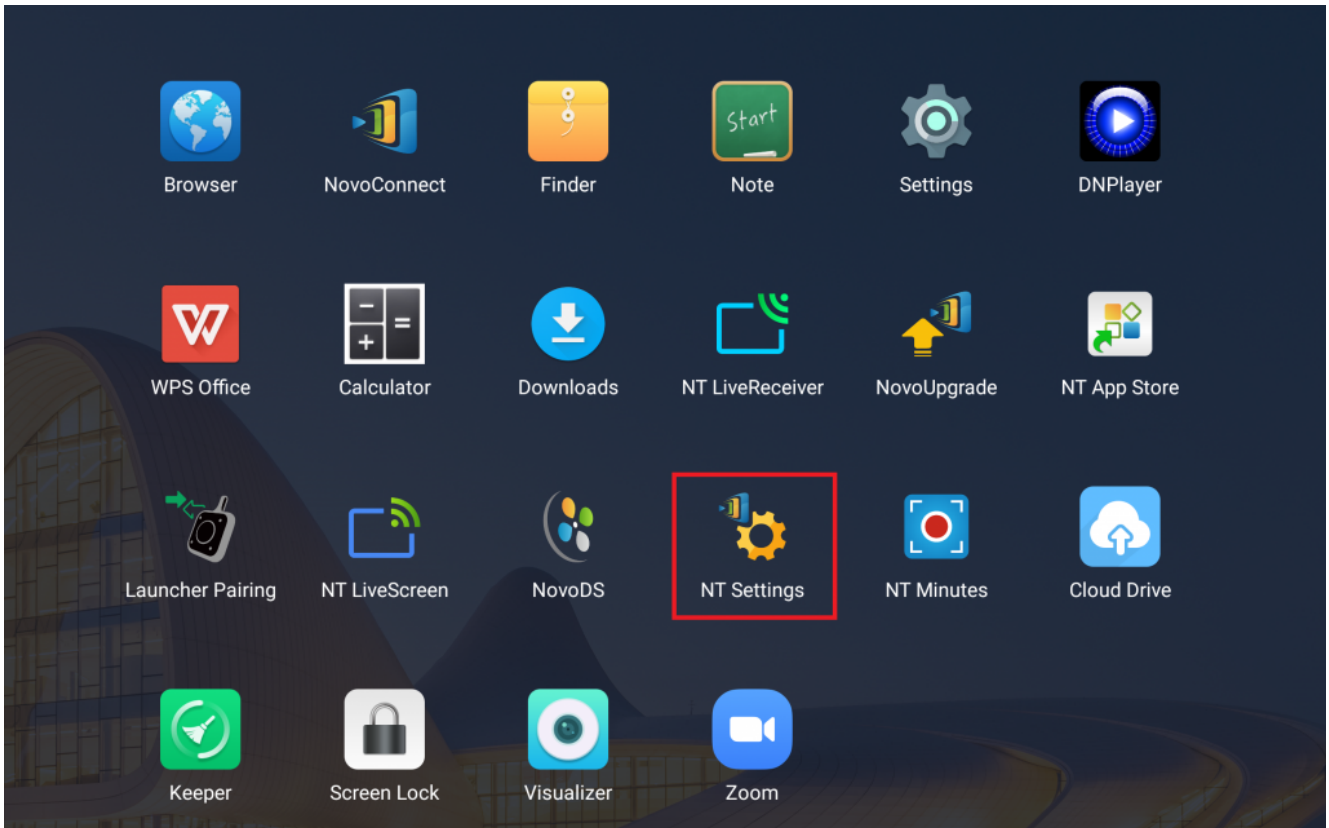 Start
Browser
NovoConnect
Finder
Note
Settings
DNPlayer
WPS Office
Calculator
Downloads
NT LiveReceiver
NovoUpgrade
NT App Store
Launcher Pairing
NT LiveScreen
NovoDS
NT Settings
NT Minutes
Cloud Drive
Keeper
Screen Lock
Visualizer
Zoom